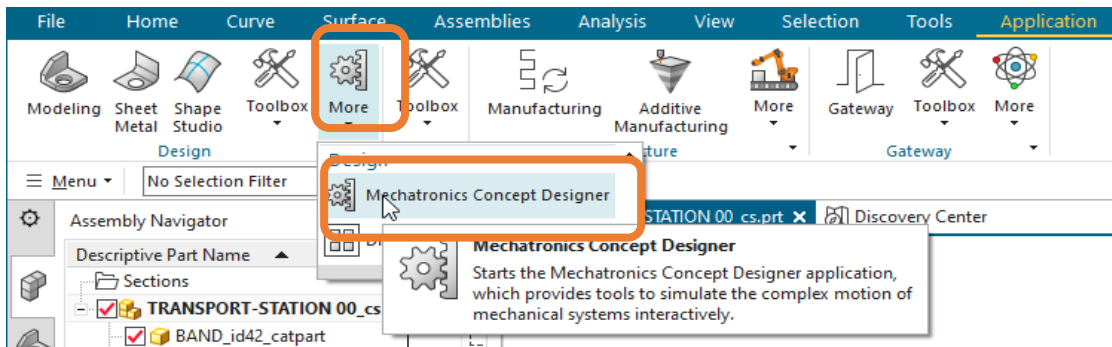 File Home Curve Surface Assemblies Analysis View Selection Tools Application
Modeling Sheet Metal Shape Studio Toolbox More Toolbox Manufacturing Additive Manufacturing More Gateway Toolbox More
Design Gateway
Menu No Selection Filter
Design
Mechatronics Concept Designer
Assembly Navigator
STATION 00_cs.prt Discovery Center
Descriptive Part Name
Sections
TRANSPORT-STATION 00_cs
BAND_id42_catpart
Mechatronics Concept Designer
Starts the Mechatronics Concept Designer application,
which provides tools to simulate the complex motion of
mechanical systems interactively.